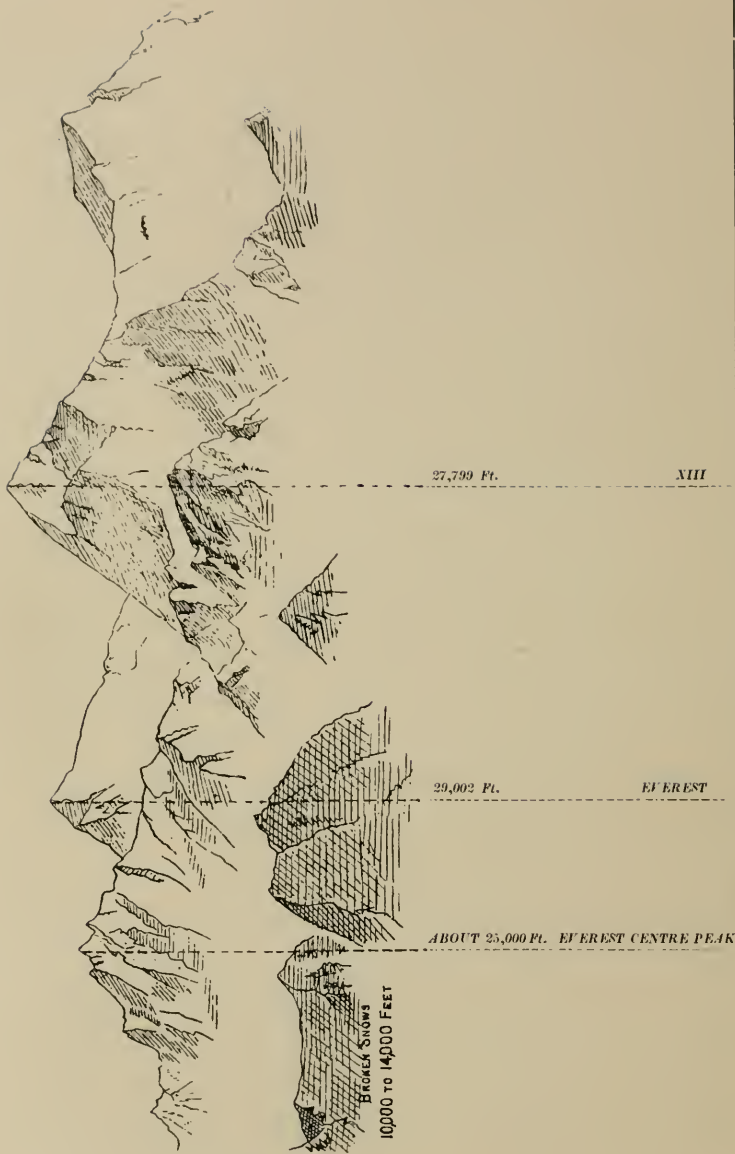 27,799 Ft. XIII
29,002 Ft. EVEREST
ABOUT 25,000 Ft. EVEREST CENTRE PEAK
BROKEN SNOWS
10,000 TO 14,000 FEET